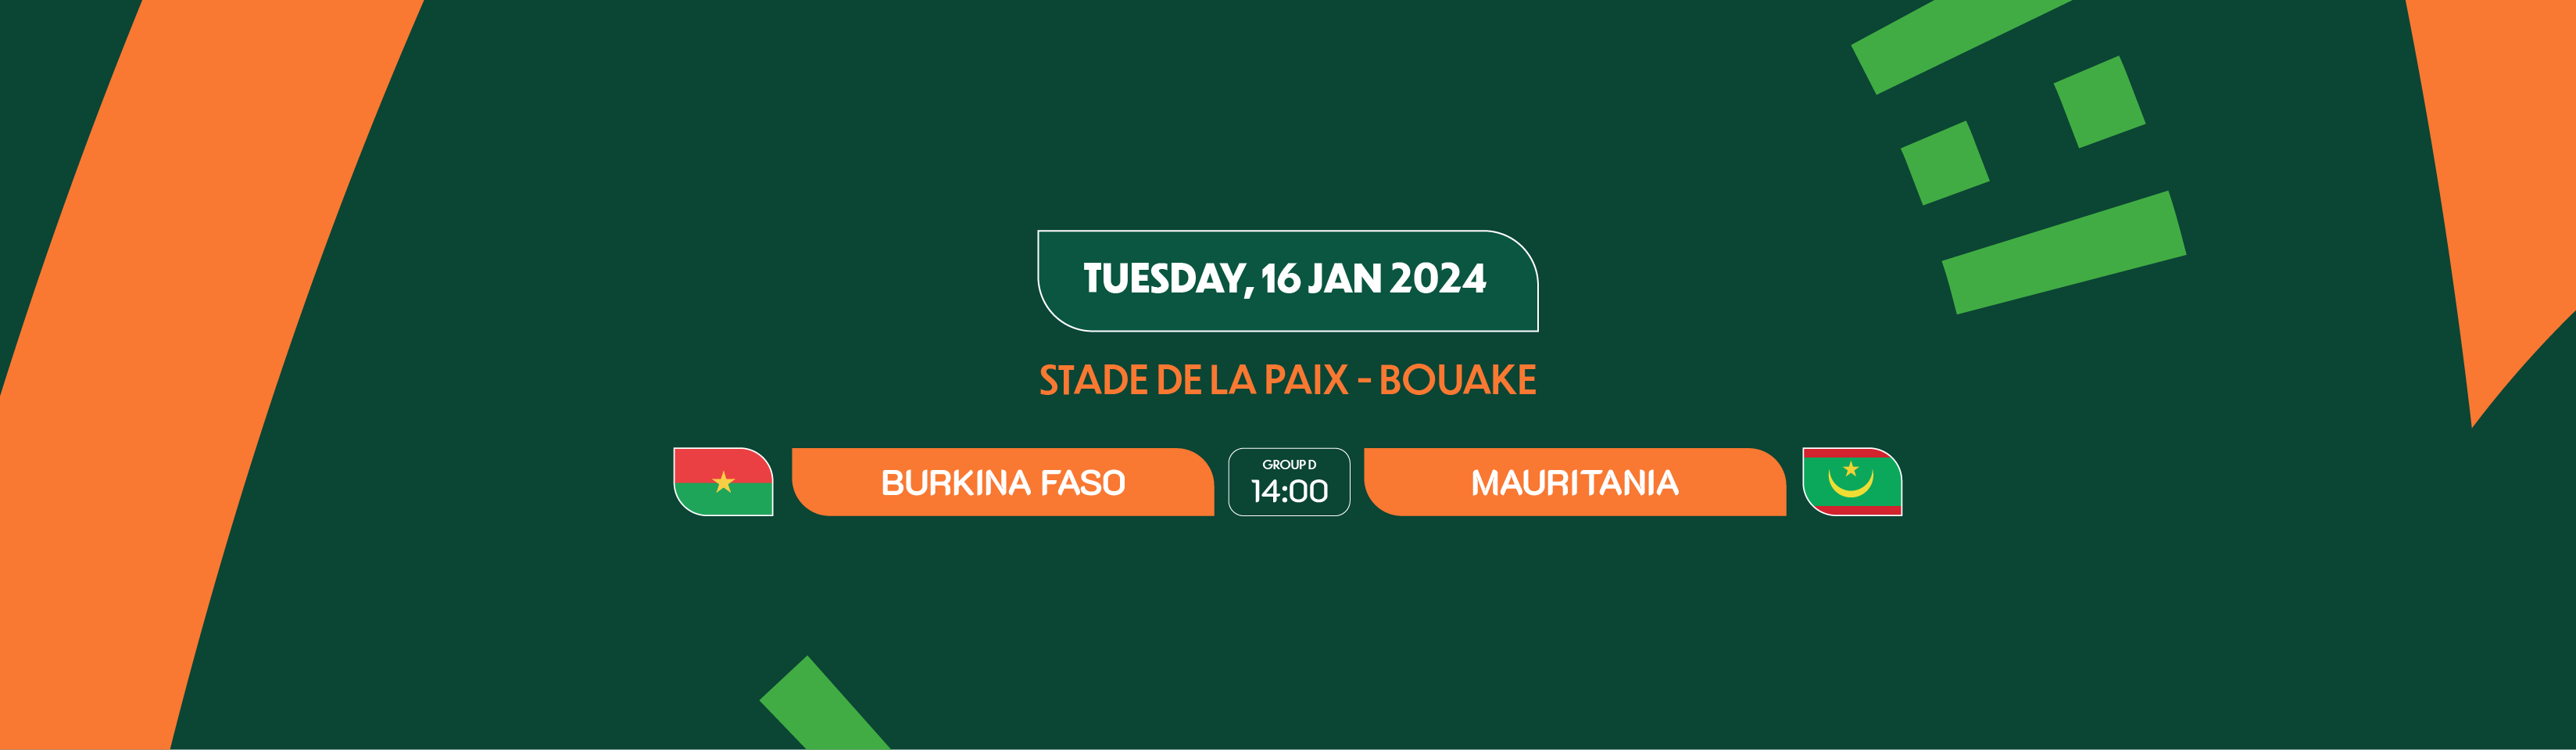 TUESDAY, 16 JAN 2024
STADE DE LA PAIX - BOUAKE
BURKINA FASO
GROUP D
14:00
MAURITANIA